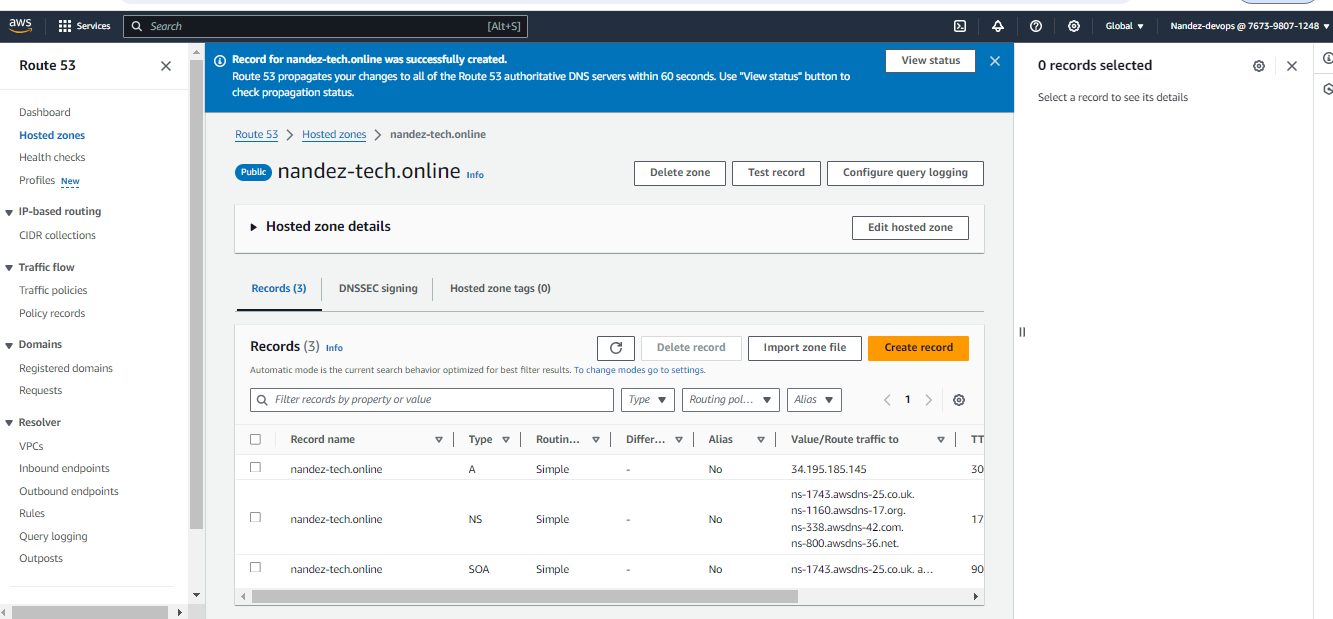 aws
Services
Search
[Alt+S]
Global
Nandez-devops @ 7673-9807-1248
Route 53
Dashboard
Hosted zones
Health checks
Profiles New
IP-based routing
CIDR collections
Traffic flow
Traffic policies
Policy records
Domains
Registered domains
Requests
Resolver
VPCs
Inbound endpoints
Outbound endpoints
Rules
Query logging
Outposts
Record for nandez-tech.online was successfully created.
Route 53 propagates your changes to all of the Route 53 authoritative DNS servers within 60 seconds. Use "View status" button to
check propagation status.
View status
Route 53 Hosted zones nandez-tech.online
Public nandez-tech.online Info
Delete zone
Test record
Configure query logging
Hosted zone details
Edit hosted zone
Records (3)
DNSSEC signing
Hosted zone tags (0)
Records (3) Info
Delete record
Import zone file
Create record
Automatic mode is the current search behavior optimized for best filter results. To change modes go to settings.
Filter records by property or value
Type
Routing pol...
Alias
1
Record name Type Routin... Differ... Alias Value/Route traffic to TT
nandez-tech.online A Simple - No 34.195.185.145 30
nandez-tech.online NS Simple - No
ns-1743.awsdns-25.co.uk.
ns-1160.awsdns-17.org.
ns-338.awsdns-42.com.
ns-800.awsdns-36.net.
17
nandez-tech.online SOA Simple - No ns-1743.awsdns-25.co.uk. a... 90
0 records selected
Select a record to see its details